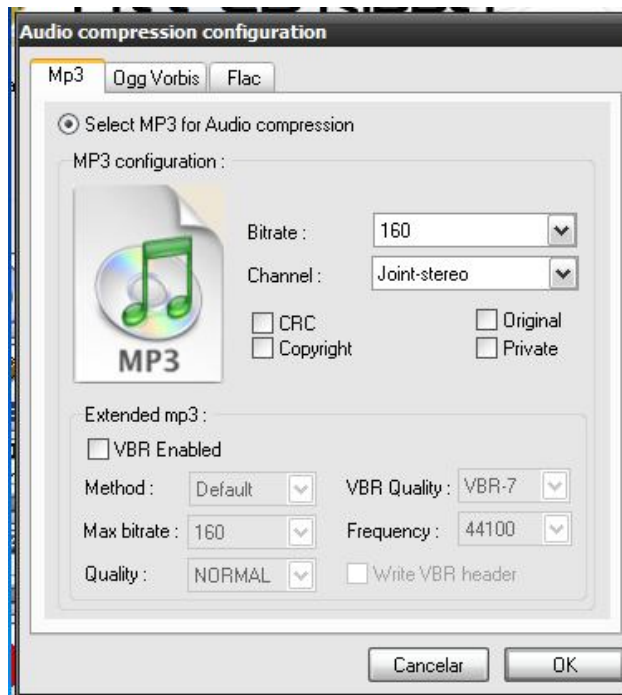 Audio compression configuration
Mp3 Ogg Vorbis Flac
Select MP3 for Audio compression
MP3 configuration :
MP3
Bitrate : 160
Channel : Joint-stereo
CRC Original
Copyright Private
Extended mp3 :
VBR Enabled
Method : Default VBR Quality : VBR-7
Max bitrate : 160 Frequency : 44100
Quality : NORMAL Write VBR header
Cancelar OK